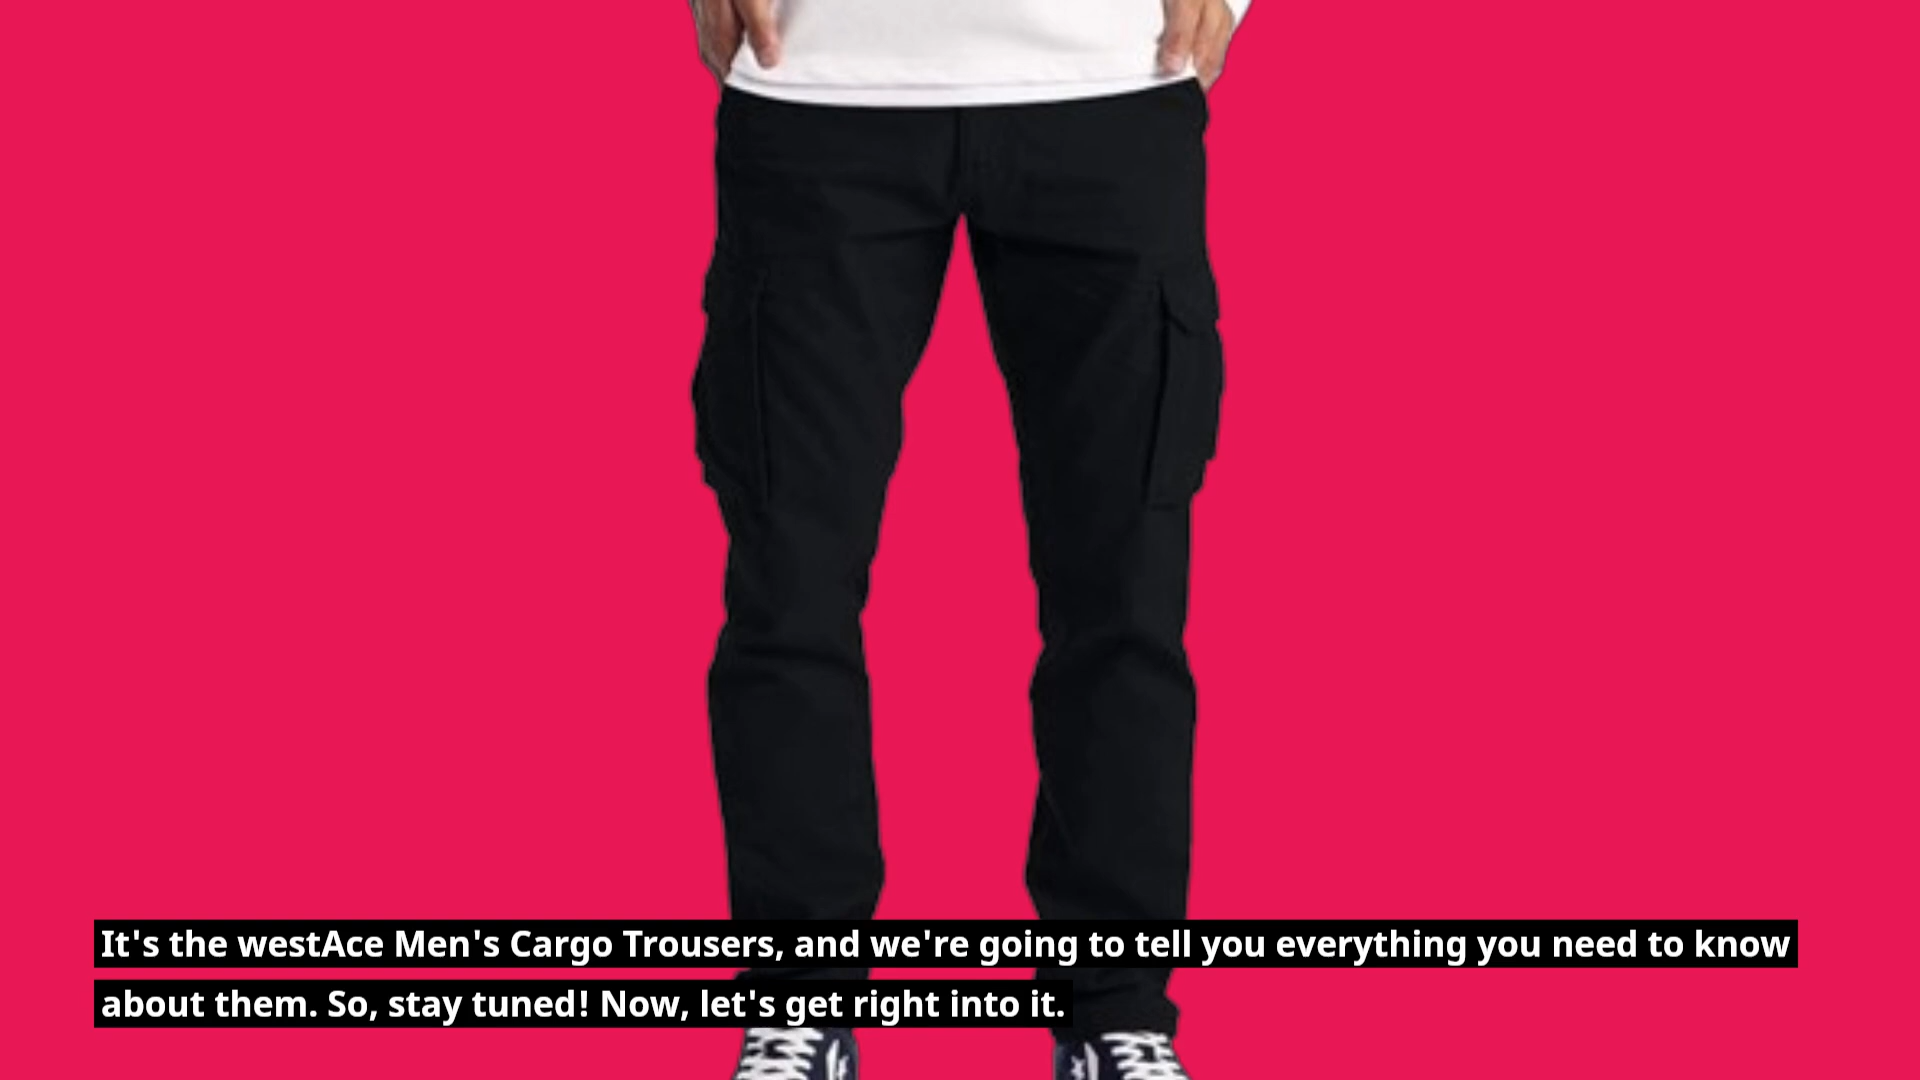 It's the westAce Men's Cargo Trousers, and we're going to tell you everything you need to know
about them. So, stay tuned! Now, let's get right into it.